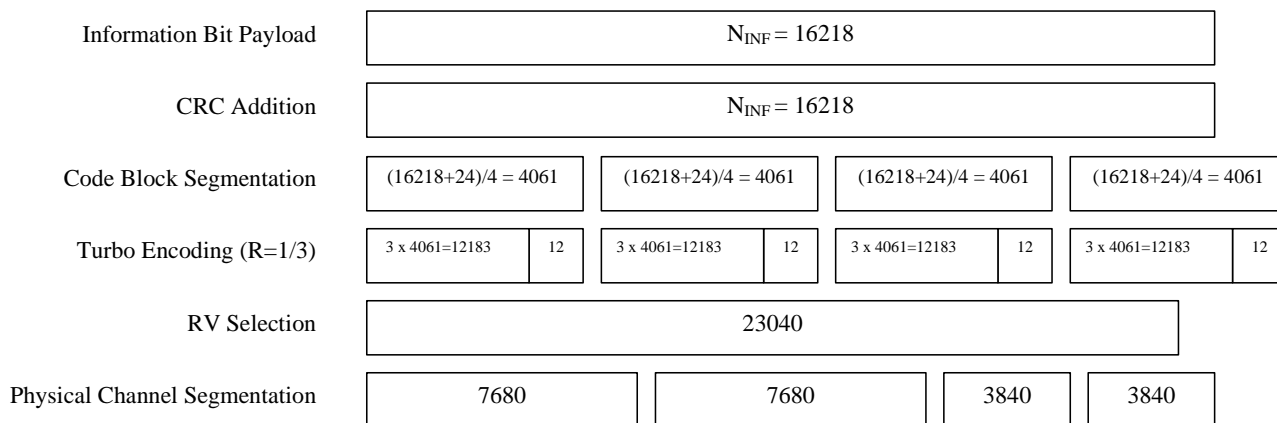 Information Bit Payload N_INF = 16218
CRC Addition N_INF = 16218
Code Block Segmentation (16218+24)/4 = 4061 (16218+24)/4 = 4061 (16218+24)/4 = 4061 (16218+24)/4 = 4061
Turbo Encoding (R=1/3) 3 x 4061=12183 12 3 x 4061=12183 12 3 x 4061=12183 12 3 x 4061=12183 12
RV Selection 23040
Physical Channel Segmentation 7680 7680 3840 3840